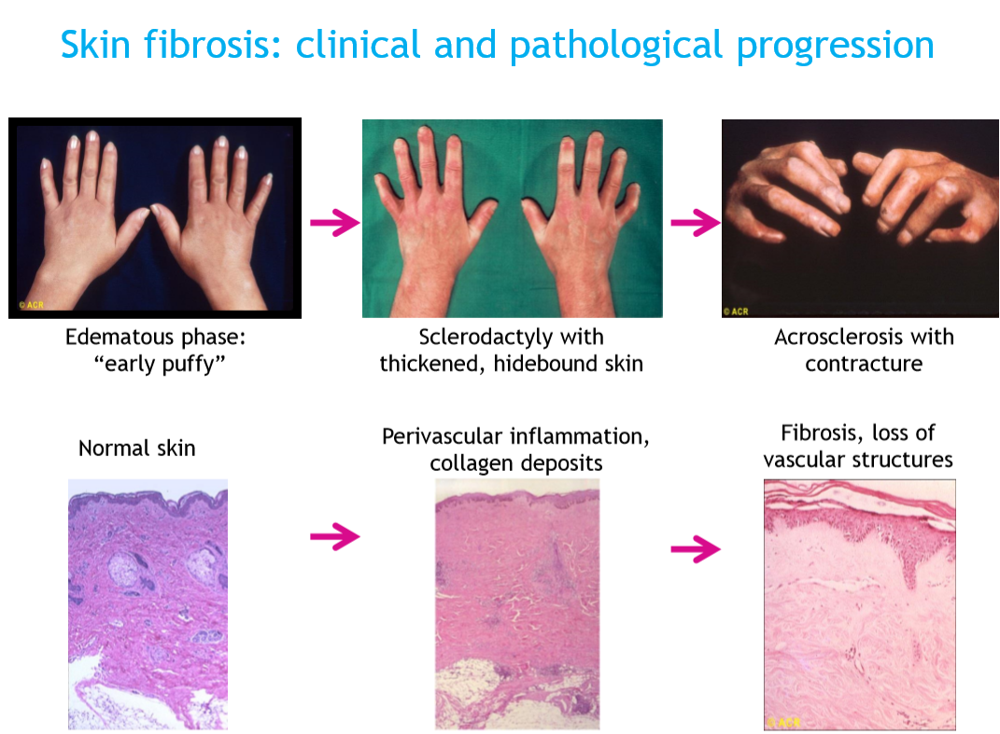 Skin fibrosis: clinical and pathological progression
© ACR
© ACR
Edematous phase:
“early puffy”
Sclerodactyly with
thickened, hidebound skin
Acrosclerosis with
contracture
Normal skin
Perivascular inflammation,
collagen deposits
Fibrosis, loss of
vascular structures
© ACR